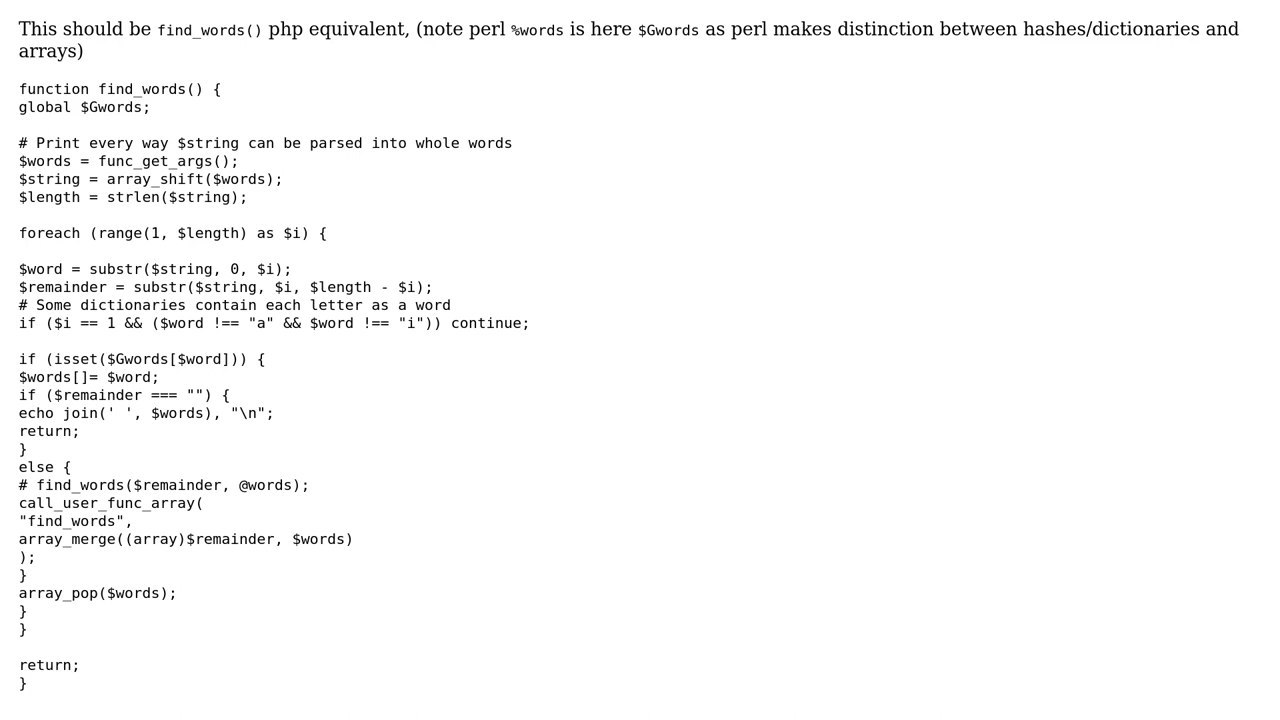 This should be find_words() php equivalent, (note perl %words is here $Gwords as perl makes distinction between hashes/dictionaries and
arrays)
function find_words() {
global $Gwords;
# Print every way $string can be parsed into whole words
$words = func_get_args();
$string = array_shift($words);
$length = strlen($string);
foreach (range(1, $length) as $i) {
$word = substr($string, 0, $i);
$remainder = substr($string, $i, $length - $i);
# Some dictionaries contain each letter as a word
if ($i == 1 && ($word !== "a" && $word !== "i")) continue;
if (isset($Gwords[$word])) {
$words[]= $word;
if ($remainder === "") {
echo join(' ', $words), "\n";
return;
}
else {
# find_words($remainder, @words);
call_user_func_array(
"find_words",
array_merge((array)$remainder, $words)
);
}
array_pop($words);
}
}
return;
}